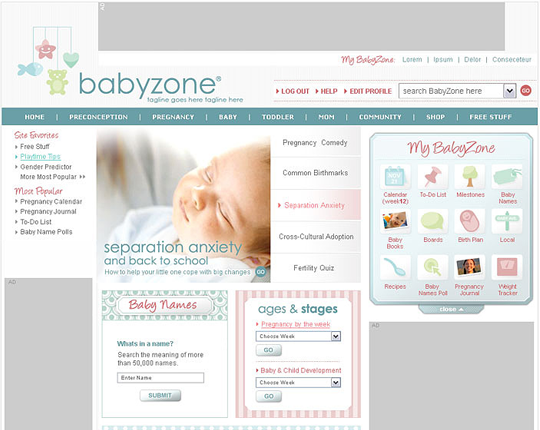 AD
My BabyZone: Lorem | Ipsum | Dolor | Consecteteur
babyzone®
tagline goes here tagline here
LOG OUT HELP EDIT PROFILE search BabyZone here GO
HOME | PRECONCEPTION | PREGNANCY | BABY | TODDLER | MOM | COMMUNITY | SHOP | FREE STUFF
Site Favorites
Free Stuff
Playtime Tips
Gender Predictor
More Most Popular
Most Popular
Pregnancy Calendar
Pregnancy Journal
To-Do List
Baby Name Polls
AD
separation anxiety
and back to school
How to help your little one cope with big changes GO
Pregnancy Comedy
Common Birthmarks
Separation Anxiety
Cross-Cultural Adoption
Fertility Quiz
My BabyZone
Calendar
(week:12)
To-Do List
Milestones
Baby
Names
Baby
Books
Boards
Birth Plan
Local
Recipes
Baby
Names Poll
Pregnancy
Journal
Weight
Tracker
close
Baby Names
Whats in a name?
Search the meaning of more
than 50,000 names.
Enter Name
SUBMIT
ages & stages
Pregnancy by the week
Choose Week
GO
Baby & Child Development
Choose Week
GO
AD